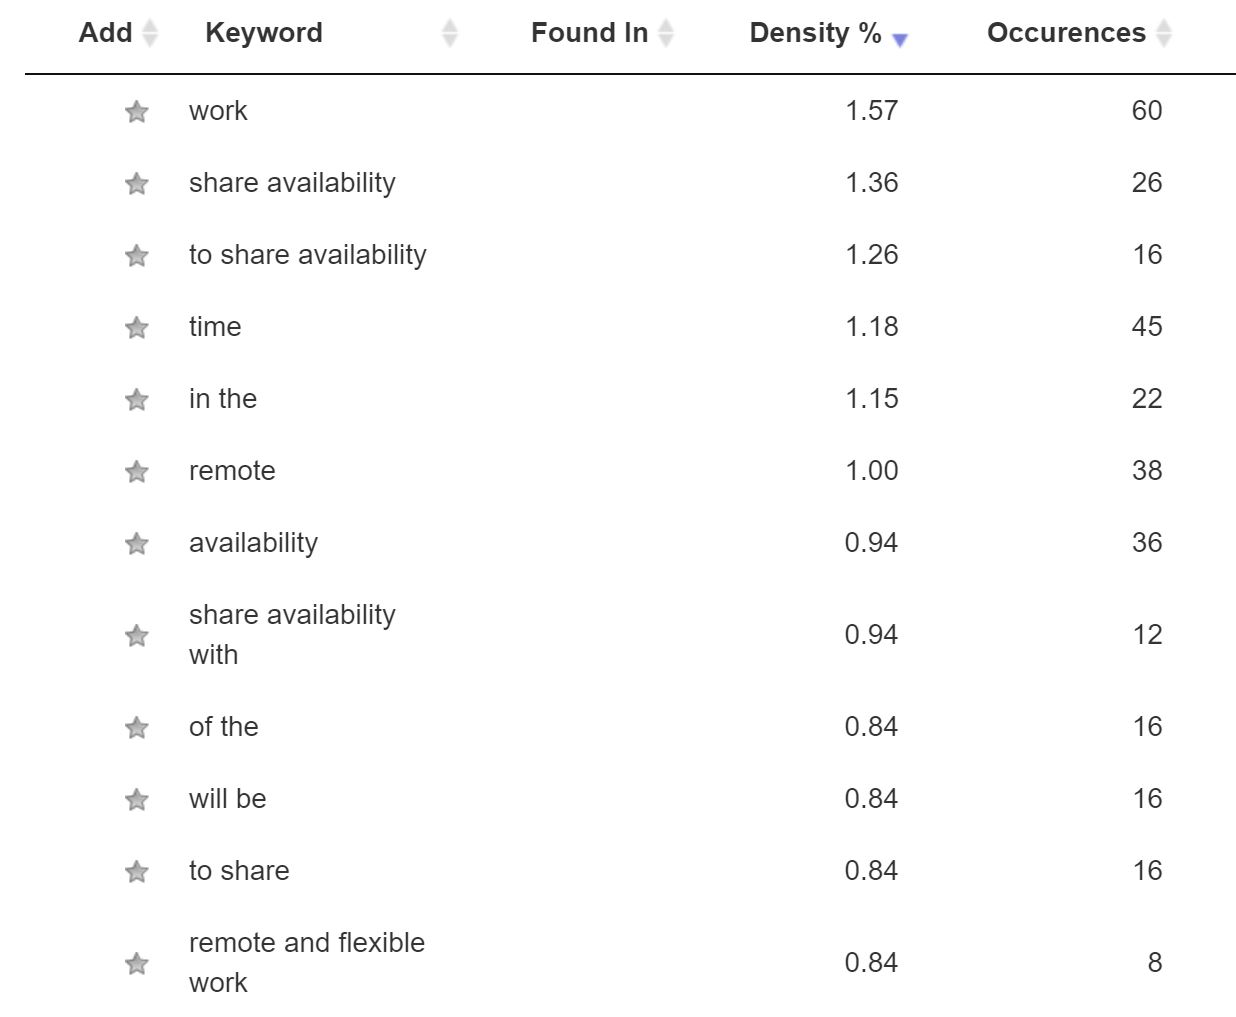 Add Keyword Found In Density % Occurences
work 1.57 60
share availability 1.36 26
to share availability 1.26 16
time 1.18 45
in the 1.15 22
remote 1.00 38
availability 0.94 36
share availability
with 0.94 12
of the 0.84 16
will be 0.84 16
to share 0.84 16
remote and flexible
work 0.84 8